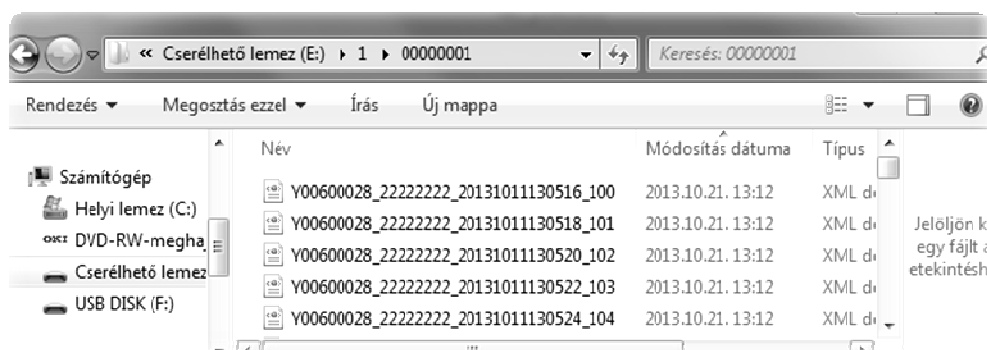 « Cserélhető lemez (E:) 1 00000001 Keresés: 00000001
Rendezés Megosztás ezzel Írás Új mappa
Név Módosítás dátuma Típus
Számítógép
Helyi lemez (C:)
DVD-RW-megha
Cserélhető lemez
USB DISK (F:)
Y00600028_22222222_20131011130516_100 2013.10.21. 13:12 XML d
Y00600028_22222222_20131011130518_101 2013.10.21. 13:12 XML d
Y00600028_22222222_20131011130520_102 2013.10.21. 13:12 XML d
Y00600028_22222222_20131011130522_103 2013.10.21. 13:12 XML d
Y00600028_22222222_20131011130524_104 2013.10.21. 13:12 XML d
Jelöljön k
egy fájlt a
etekintésh